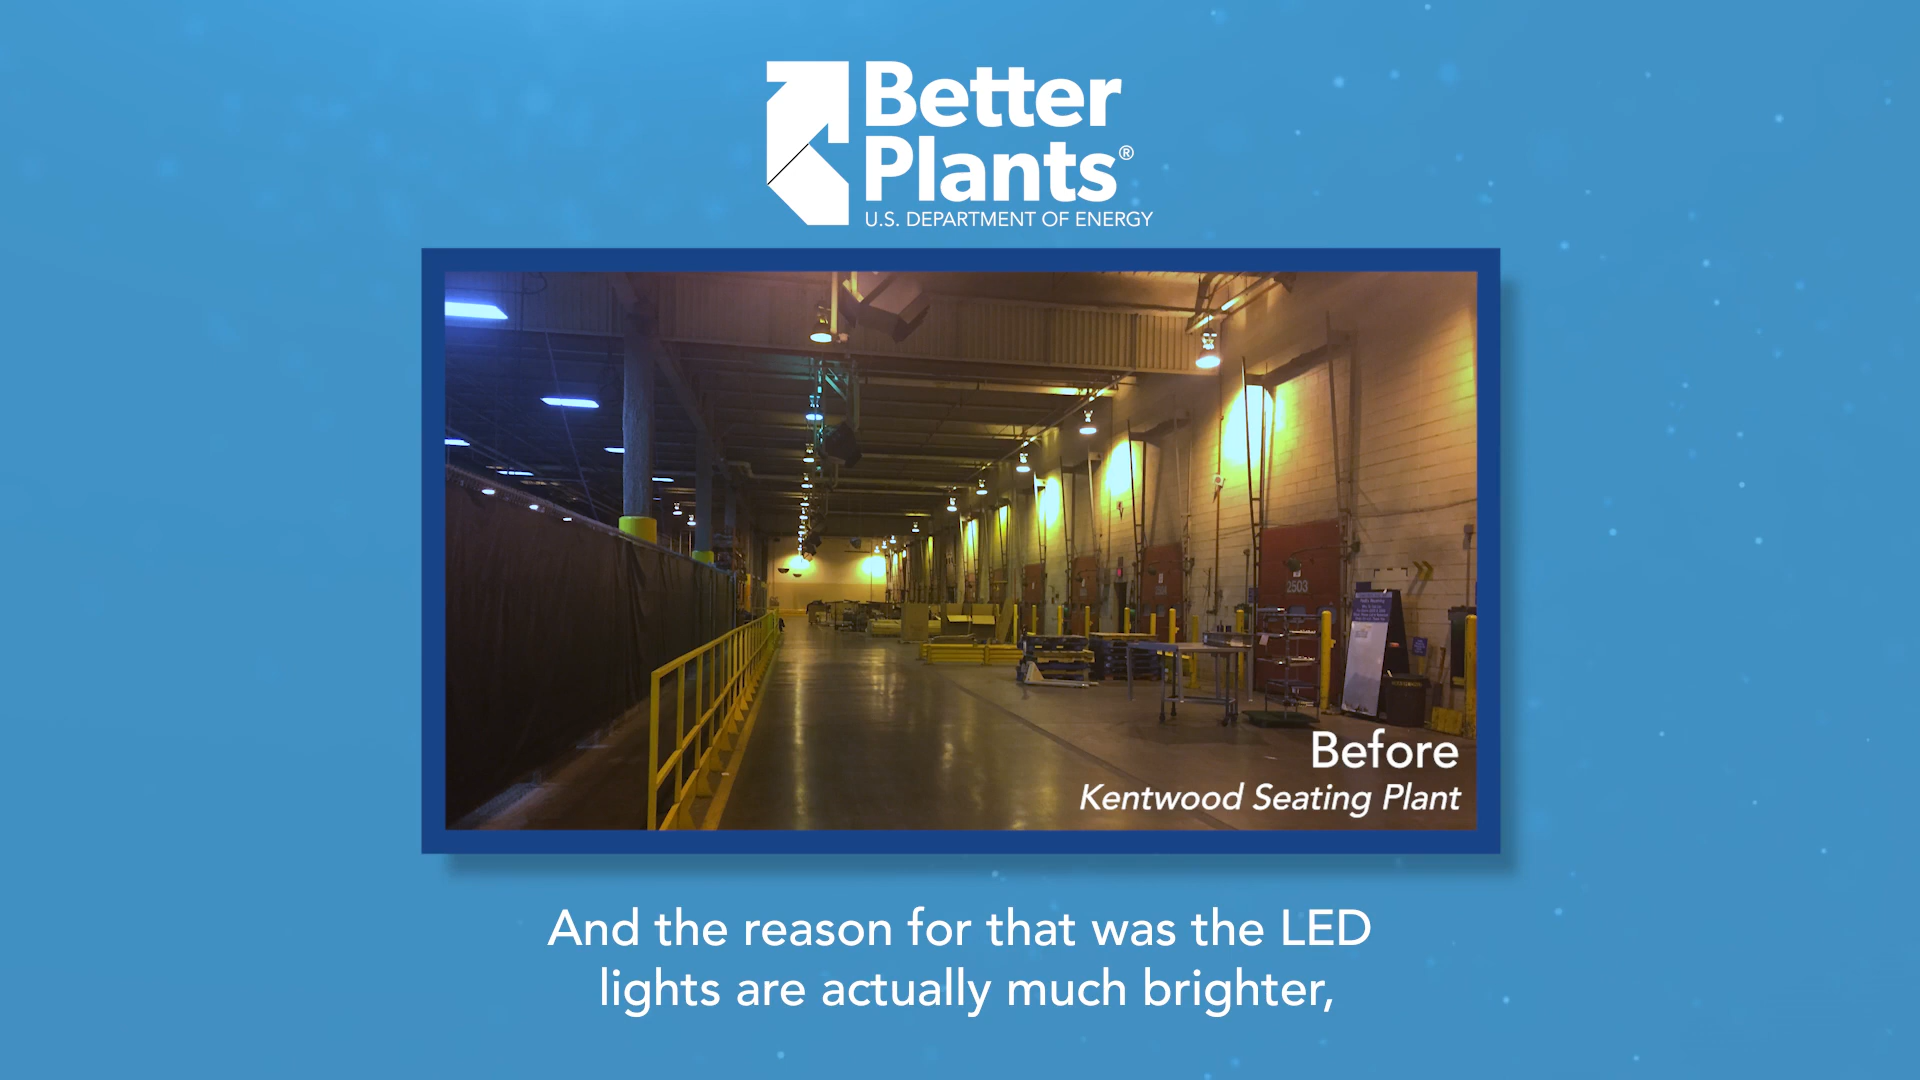 Better
Plants®
U.S. DEPARTMENT OF ENERGY
2503
Before
Kentwood Seating Plant
And the reason for that was the LED
lights are actually much brighter,